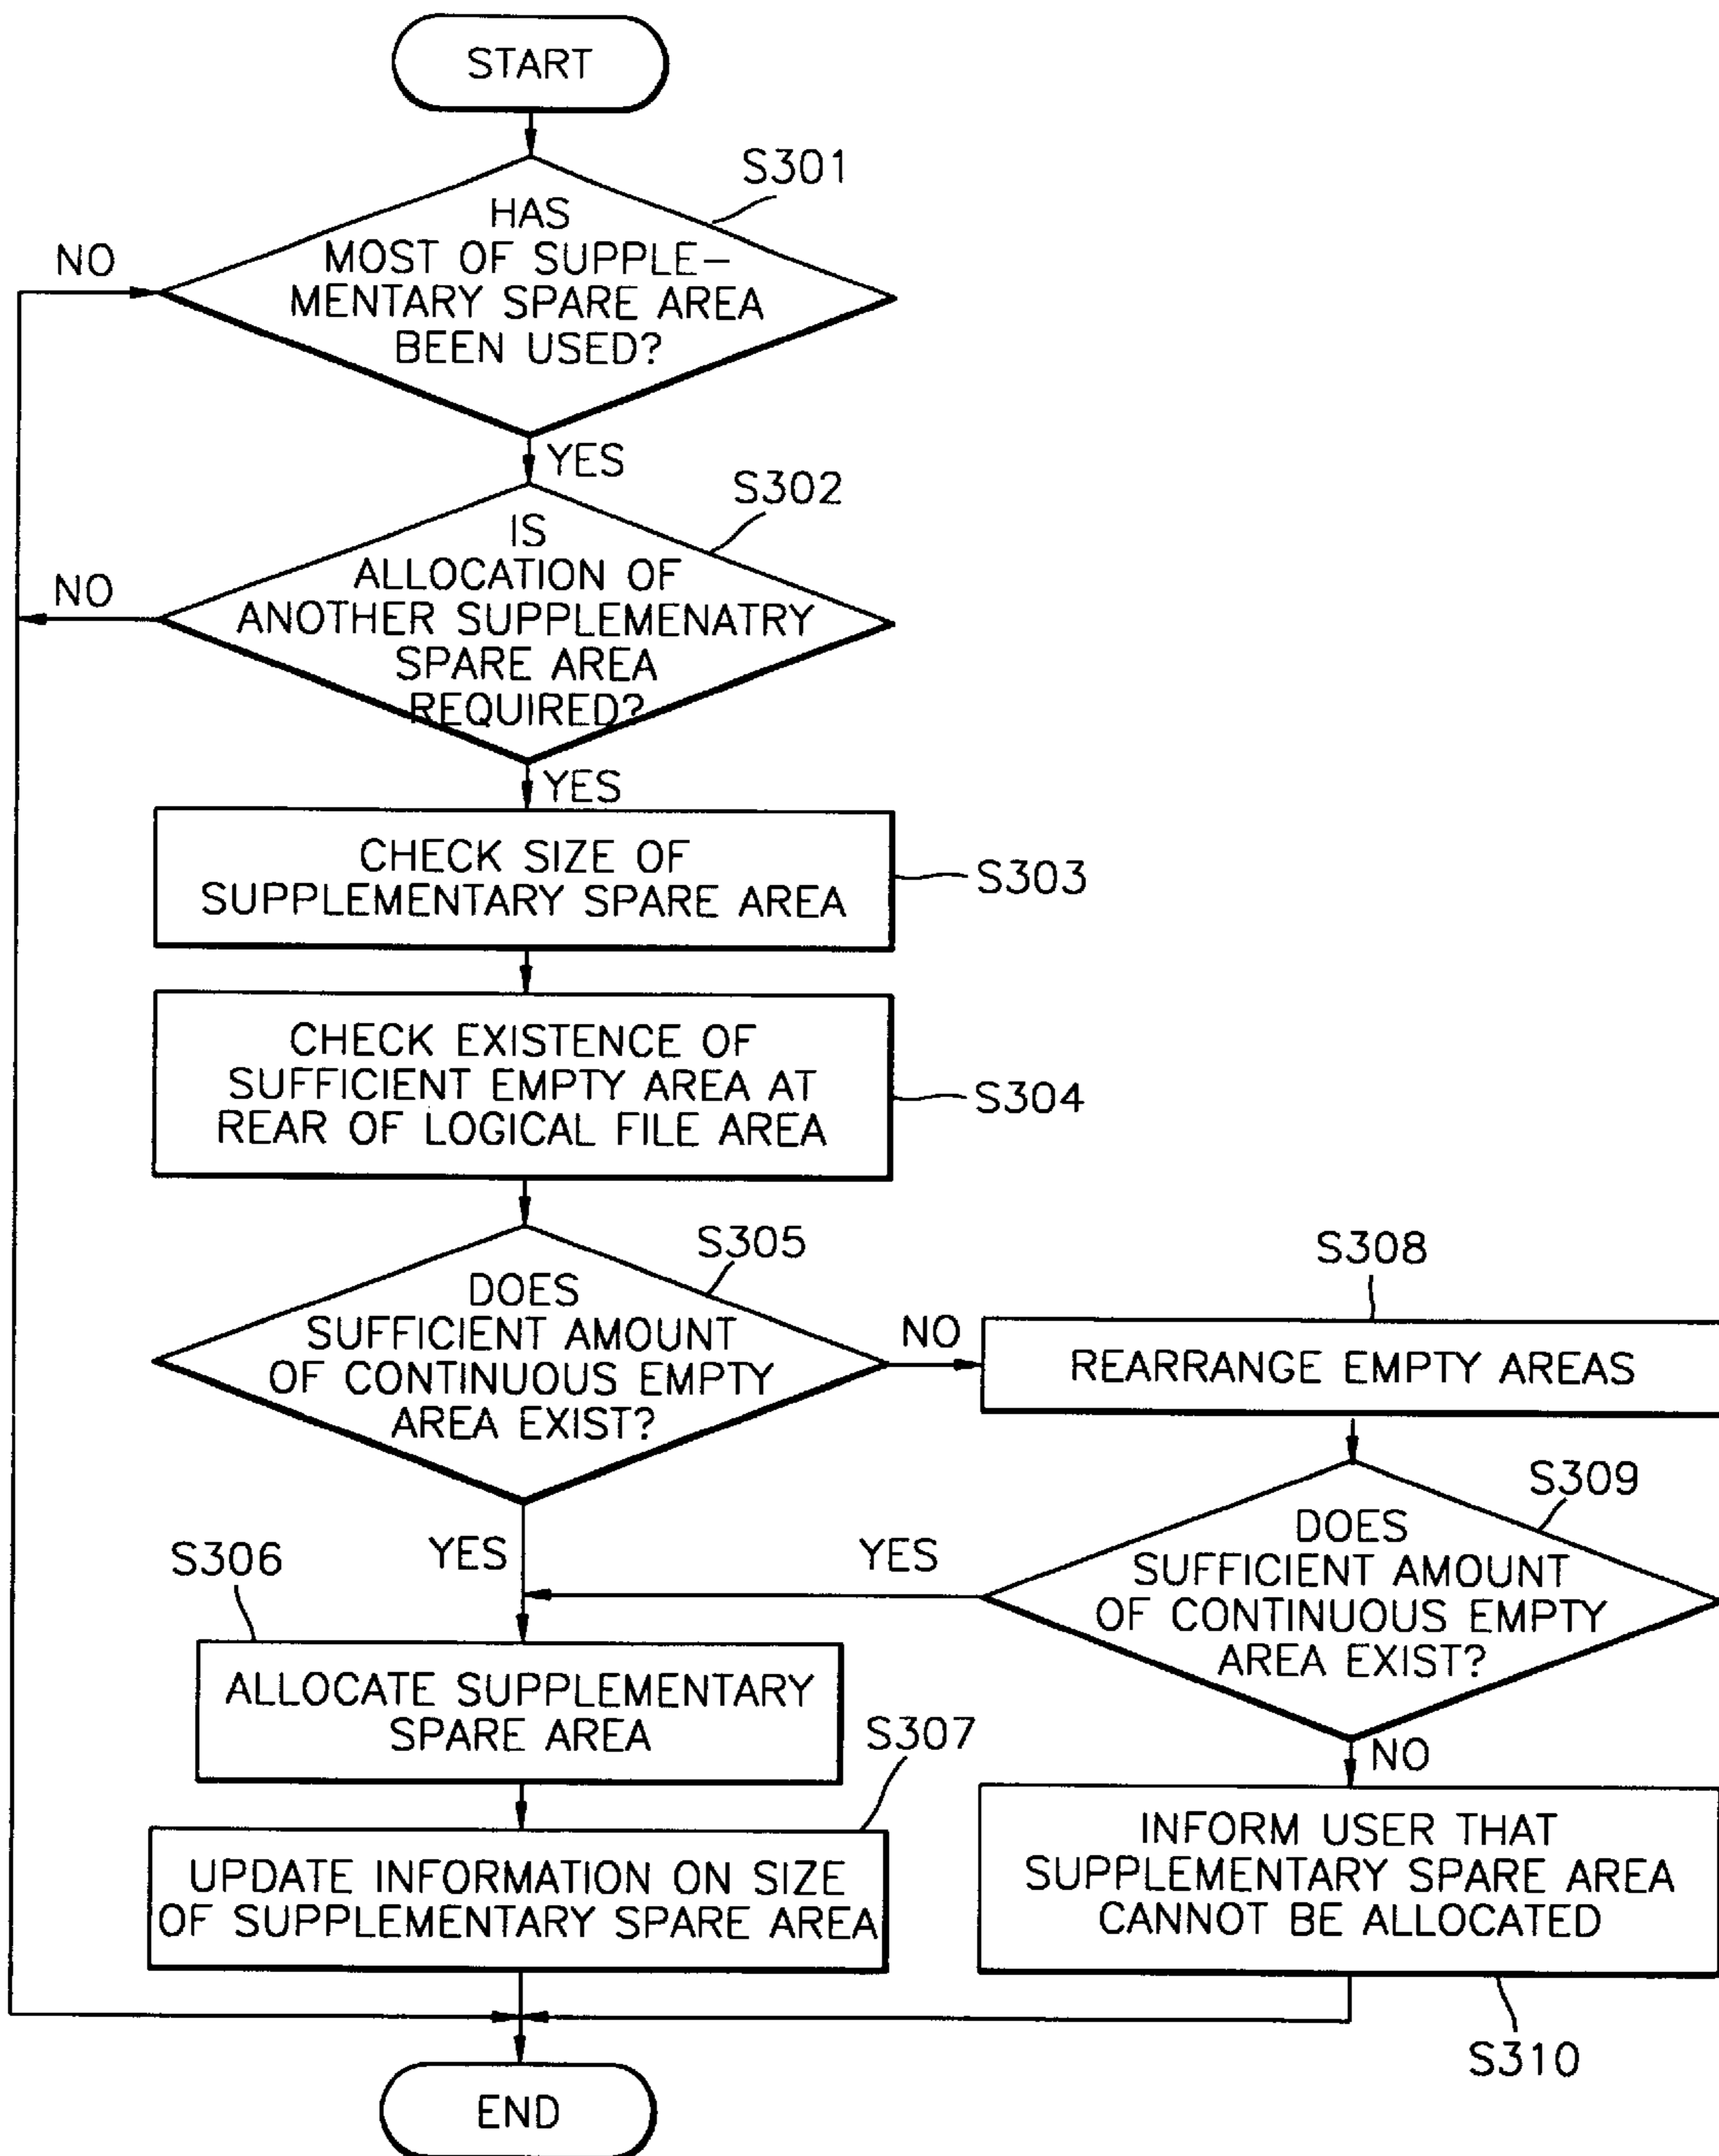 START
S301
HAS
MOST OF SUPPLE-
MENTARY SPARE AREA
BEEN USED?
NO
YES
S302
IS
ALLOCATION OF
ANOTHER SUPPLEMENATRY
SPARE AREA
REQUIRED?
NO
YES
CHECK SIZE OF
SUPPLEMENTARY SPARE AREA
S303
CHECK EXISTENCE OF
SUFFICIENT EMPTY AREA AT
REAR OF LOGICAL FILE AREA
S304
S305
DOES
SUFFICIENT AMOUNT
OF CONTINUOUS EMPTY
AREA EXIST?
NO
S308
REARRANGE EMPTY AREAS
YES
S309
DOES
SUFFICIENT AMOUNT
OF CONTINUOUS EMPTY
AREA EXIST?
YES
NO
S306
ALLOCATE SUPPLEMENTARY
SPARE AREA
S307
UPDATE INFORMATION ON SIZE
OF SUPPLEMENTARY SPARE AREA
INFORM USER THAT
SUPPLEMENTARY SPARE AREA
CANNOT BE ALLOCATED
S310
END